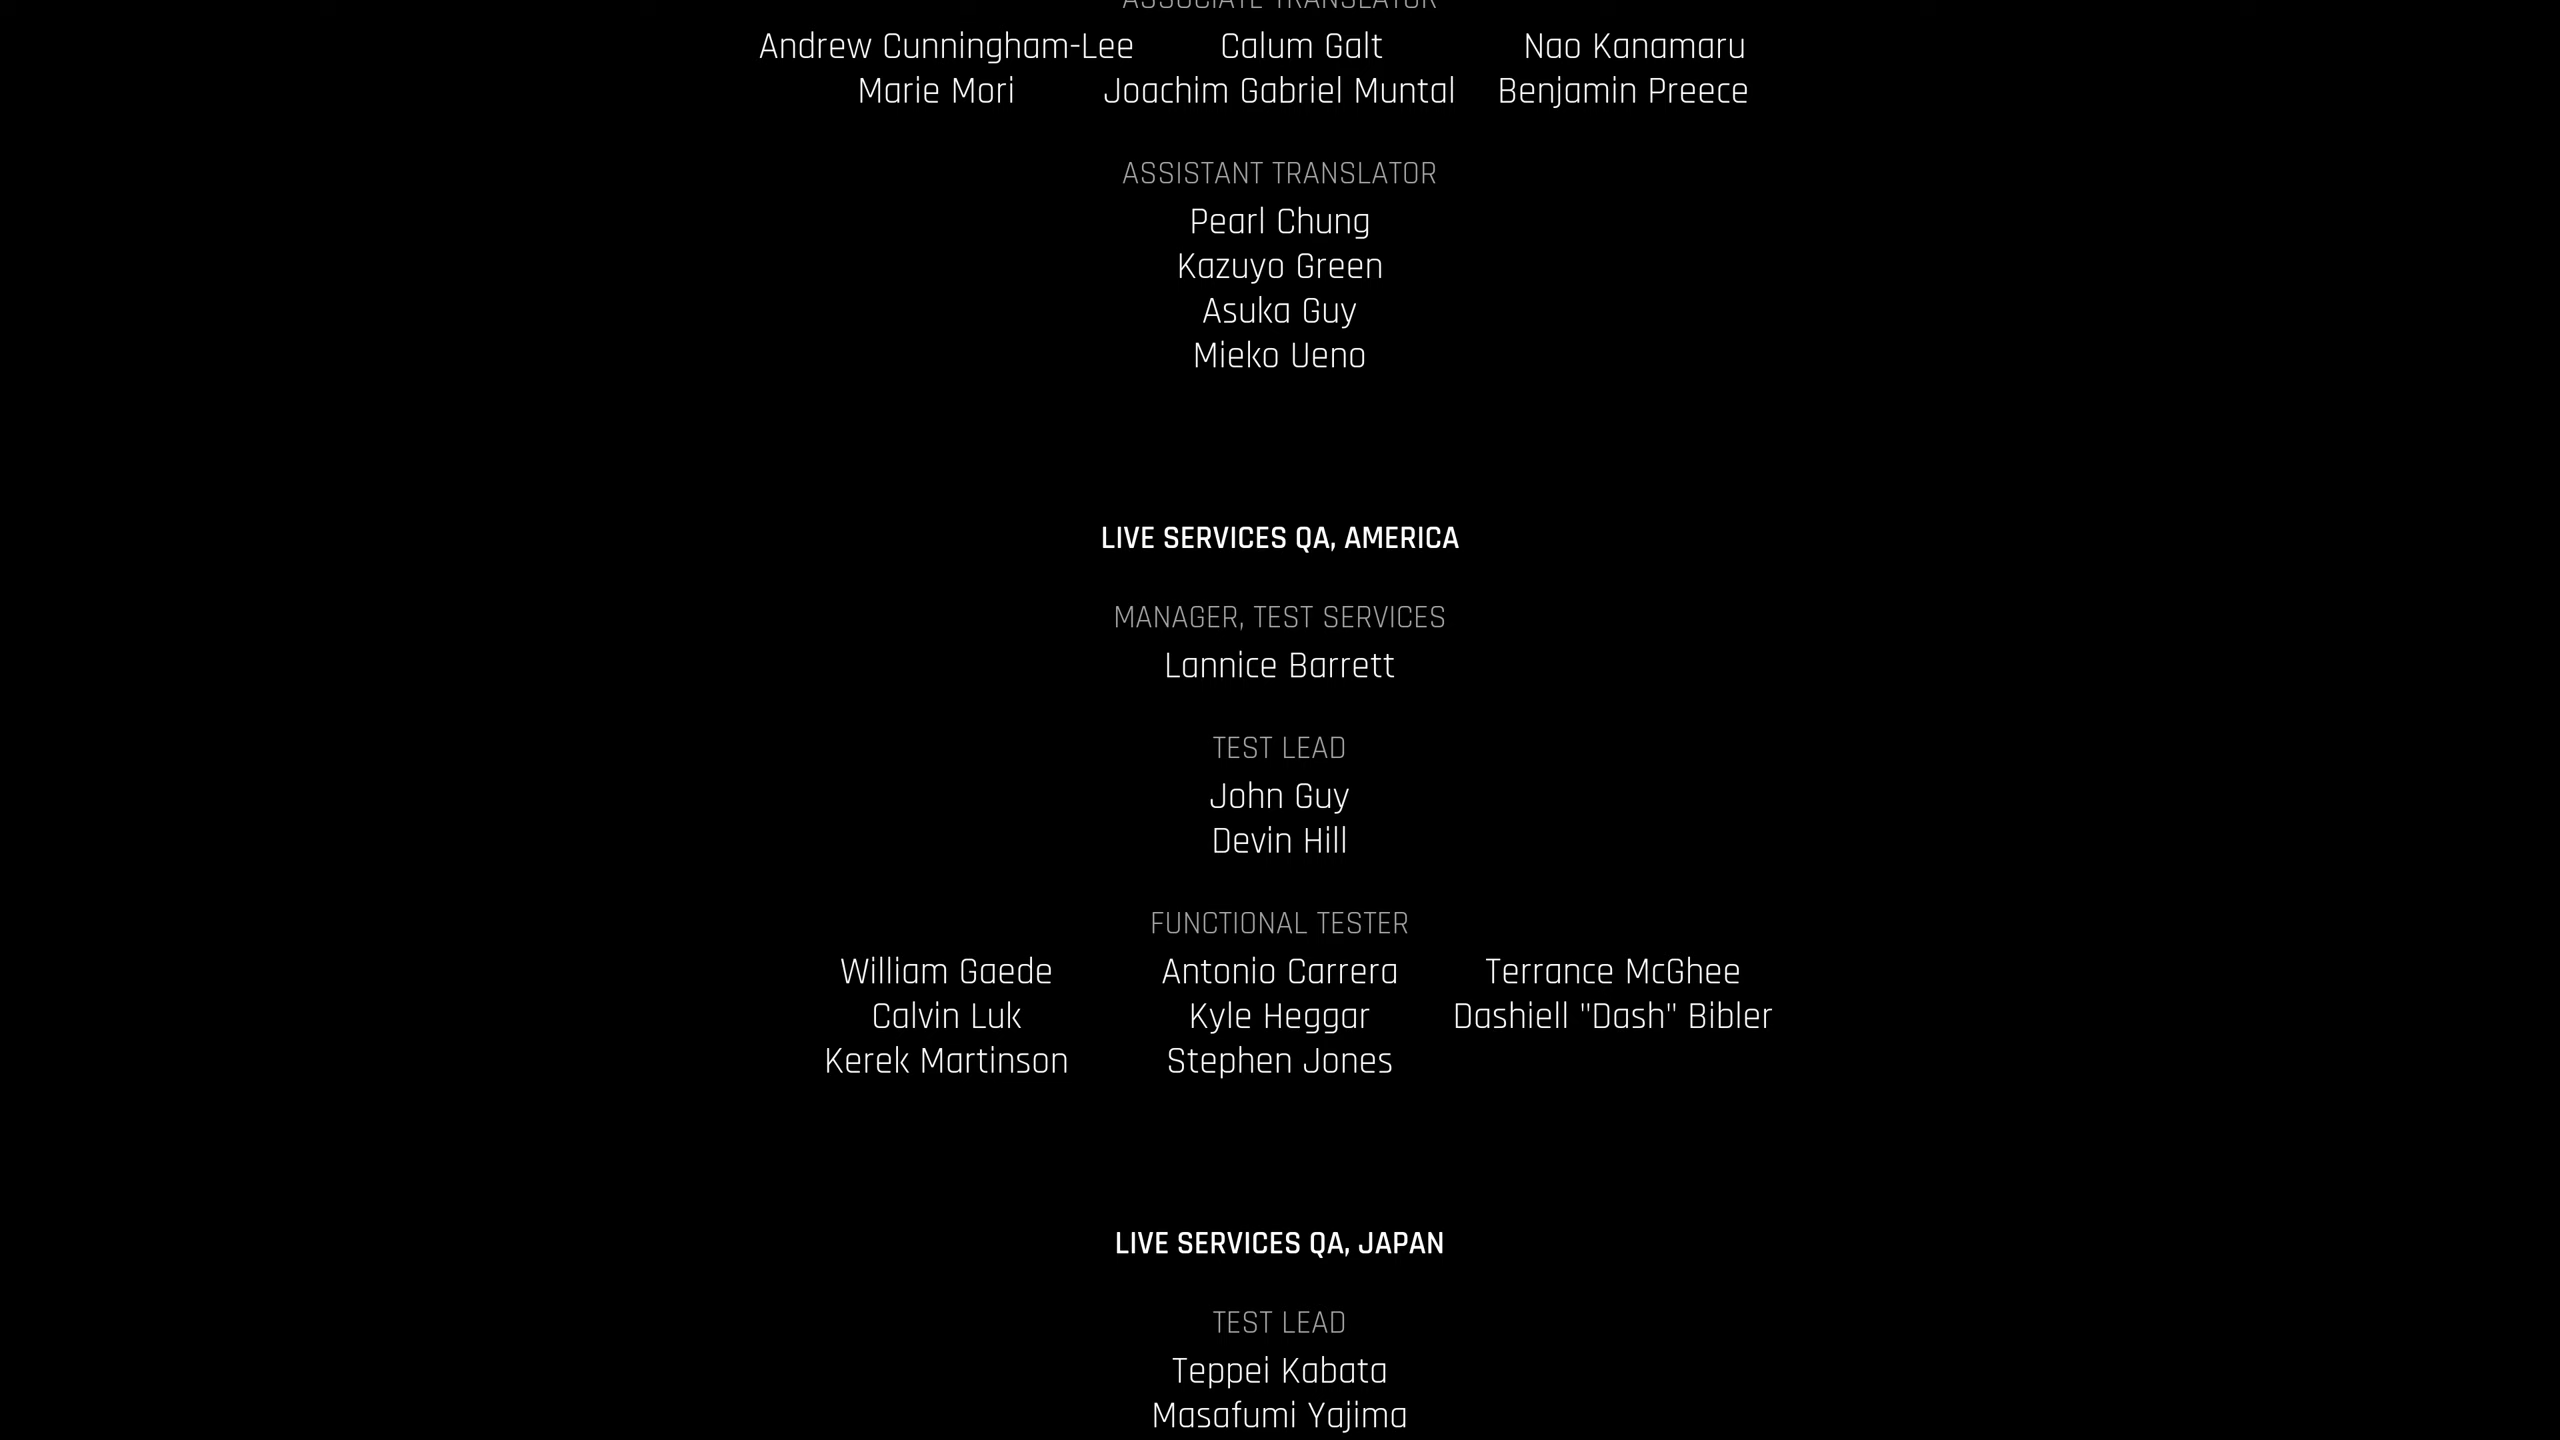 ASSOCIATE TRANSLATOR
Andrew Cunningham-Lee Calum Galt Nao Kanamaru
Marie Mori Joachim Gabriel Muntal Benjamin Preece
ASSISTANT TRANSLATOR
Pearl Chung
Kazuyo Green
Asuka Guy
Mieko Ueno
LIVE SERVICES QA, AMERICA
MANAGER, TEST SERVICES
Lannice Barrett
TEST LEAD
John Guy
Devin Hill
FUNCTIONAL TESTER
William Gaede Antonio Carrera Terrance McGhee
Calvin Luk Kyle Heggar Dashiell "Dash" Bibler
Kerek Martinson Stephen Jones
LIVE SERVICES QA, JAPAN
TEST LEAD
Teppei Kabata
Masafumi Yajima